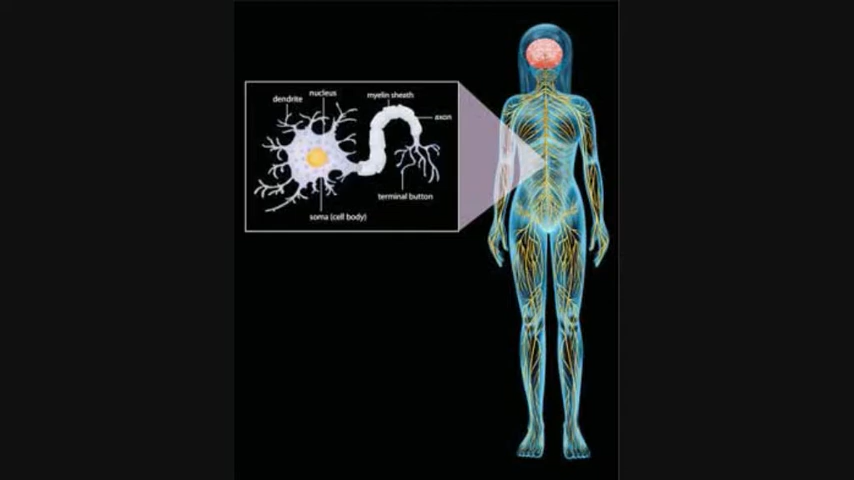 nucleus
dendrite
myelin sheath
axon
terminal button
soma (cell body)